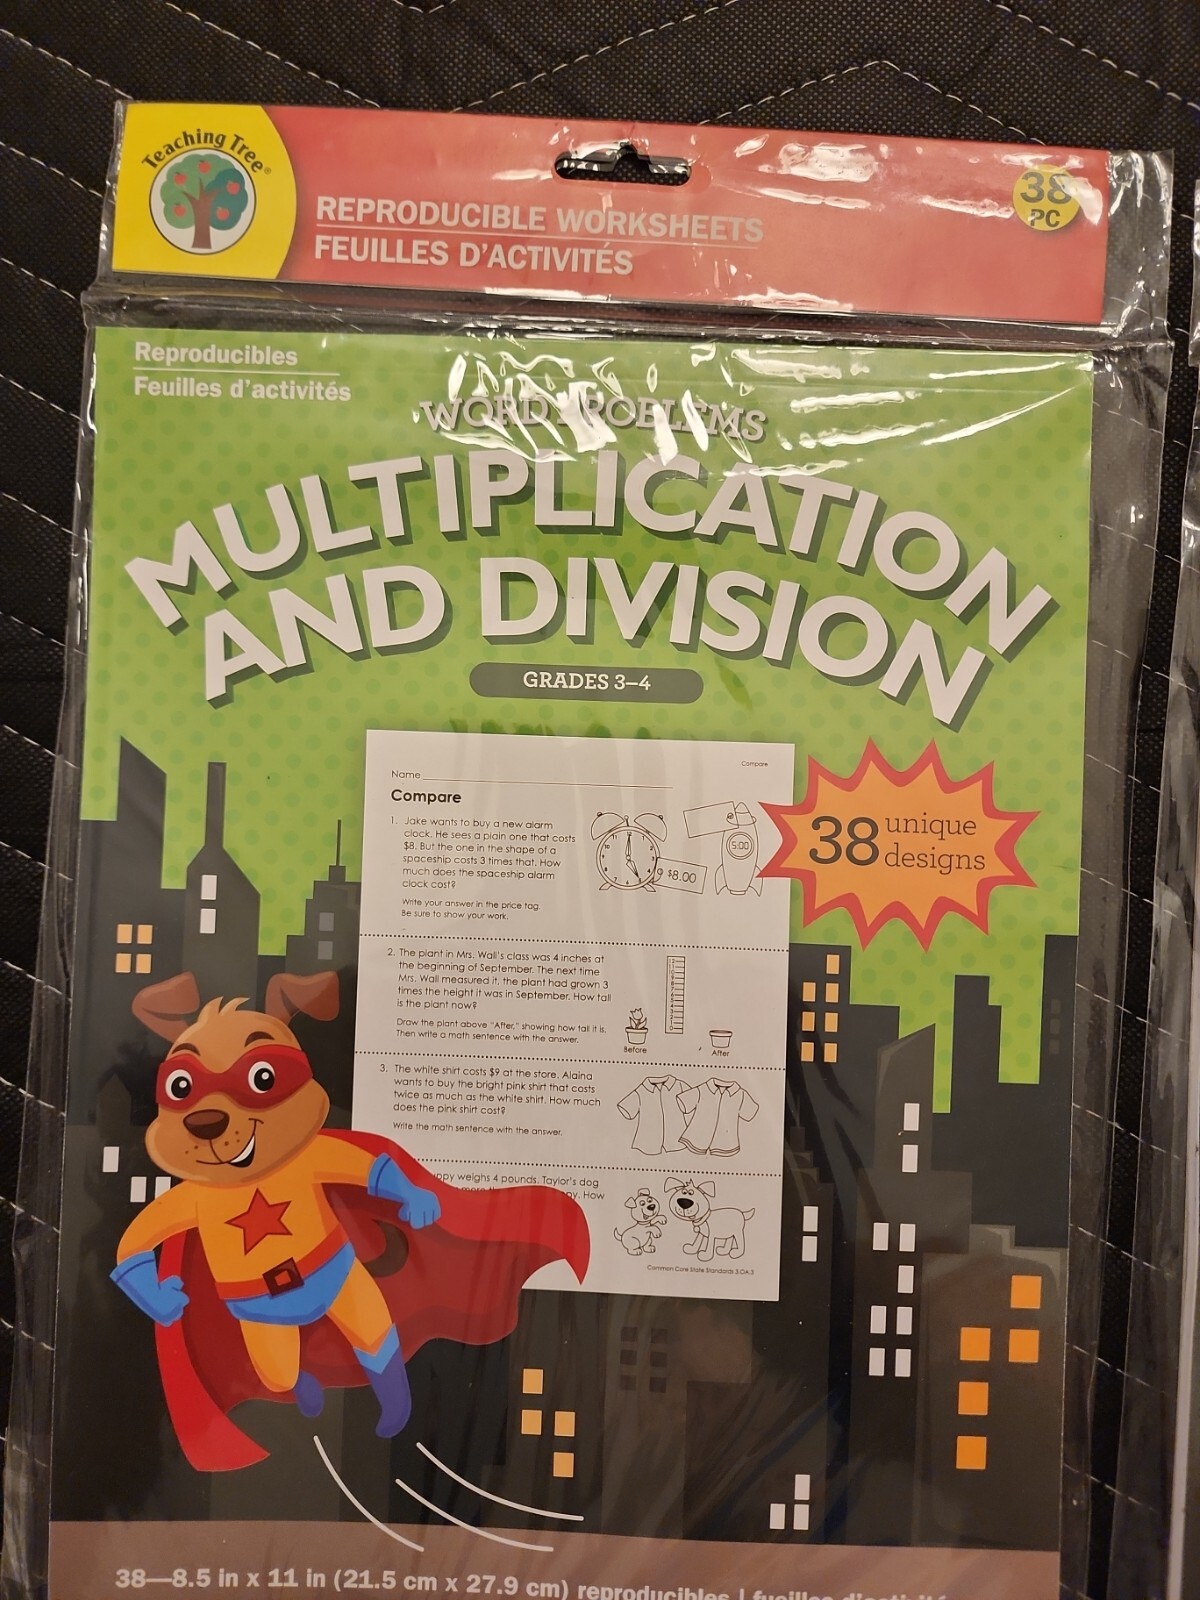 Teaching Tree®
REPRODUCIBLE WORKSHEETS
FEUILLES D'ACTIVITÉS
38
PC
Reproducibles
Feuilles d'activités
WORD PROBLEMS
MULTIPLICATION
AND DIVISION
GRADES 3–4
38 unique
designs
Compare
Name
Compare
1. Jake wants to buy a new alarm
clock. He sees a plain one that costs
$8. But the one in the shape of a
spaceship costs 3 times that. How
much does the spaceship alarm
clock cost?
Write your answer in the price tag.
Be sure to show your work.
$8.00
5:00
2. The plant in Mrs. Wall's class was 4 inches at
the beginning of September. The next time
Mrs. Wall measured it, the plant had grown 3
times the height it was in September. How tall
is the plant now?
Draw the plant above "After," showing how tall it is.
Then write a math sentence with the answer.
Before
After
3. The white shirt costs $9 at the store. Alaina
wants to buy the bright pink shirt that costs
twice as much as the white shirt. How much
does the pink shirt cost?
Write the math sentence with the answer.
weighs 4 pounds. Taylor's dog
How
Common Core State Standards 3.OA.3
38—8.5 in x 11 in (21.5 cm x 27.9 cm) reproducibles |